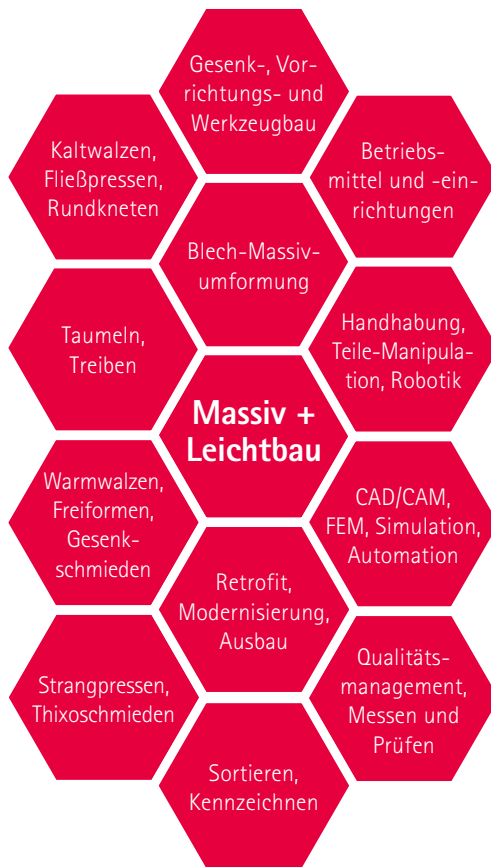 Gesenk-, Vor-
richtungs- und
Werkzeugbau
Kaltwalzen,
Fließpressen,
Rundkneten
Betriebs-
mittel und -ein-
richtungen
Blech-Massiv-
umformung
Taumeln,
Treiben
Handhabung,
Teile-Manipula-
tion, Robotik
Massiv +
Leichtbau
Warmwalzen,
Freiformen,
Gesenk-
schmieden
CAD/CAM,
FEM, Simulation,
Automation
Retrofit,
Modernisierung,
Ausbau
Strangpressen,
Thixoschmieden
Qualitäts-
management,
Messen und
Prüfen
Sortieren,
Kennzeichnen